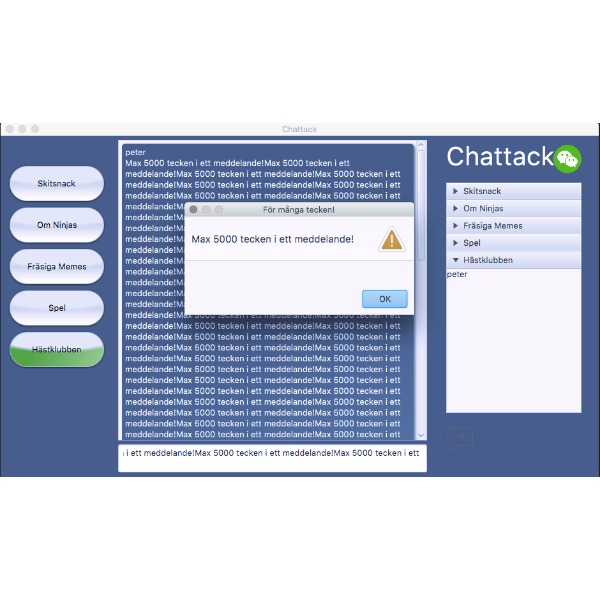 Chattack
Skitsnack
Om Ninjas
Fräsiga Memes
Spel
Hästklubben
peter
Max 5000 tecken i ett meddelande!Max 5000 tecken i ett
meddelande!Max 5000 tecken i ett meddelande!Max 5000 tecken i ett
meddelande!Max 5000 tecken i ett meddelande!Max 5000 tecken i ett
meddelande!Max 5000 tecken i ett meddelande!Max 5000 tecken i ett
meddelande!
meddelande!
meddelande!
meddelande!
meddelande!
meddelande!
meddelande!
meddelande!
meddelande!
meddelande!
meddelande!Max 5000 tecken i ett meddelande!Max 5000 tecken i ett
meddelande!Max 5000 tecken i ett meddelande!Max 5000 tecken i ett
meddelande!Max 5000 tecken i ett meddelande!Max 5000 tecken i ett
meddelande!Max 5000 tecken i ett meddelande!Max 5000 tecken i ett
meddelande!Max 5000 tecken i ett meddelande!Max 5000 tecken i ett
meddelande!Max 5000 tecken i ett meddelande!Max 5000 tecken i ett
meddelande!Max 5000 tecken i ett meddelande!Max 5000 tecken i ett
meddelande!Max 5000 tecken i ett meddelande!Max 5000 tecken i ett
meddelande!Max 5000 tecken i ett meddelande!Max 5000 tecken i ett
meddelande!Max 5000 tecken i ett meddelande!Max 5000 tecken i ett
meddelande!Max 5000 tecken i ett meddelande!Max 5000 tecken i ett
meddelande!Max 5000 tecken i ett meddelande!Max 5000 tecken i ett
i ett meddelande!Max 5000 tecken i ett meddelande!Max 5000 tecken i ett
För många tecken!
Max 5000 tecken i ett meddelande!
OK
Chattack
Skitsnack
Om Ninjas
Fräsiga Memes
Spel
Hästklubben
peter